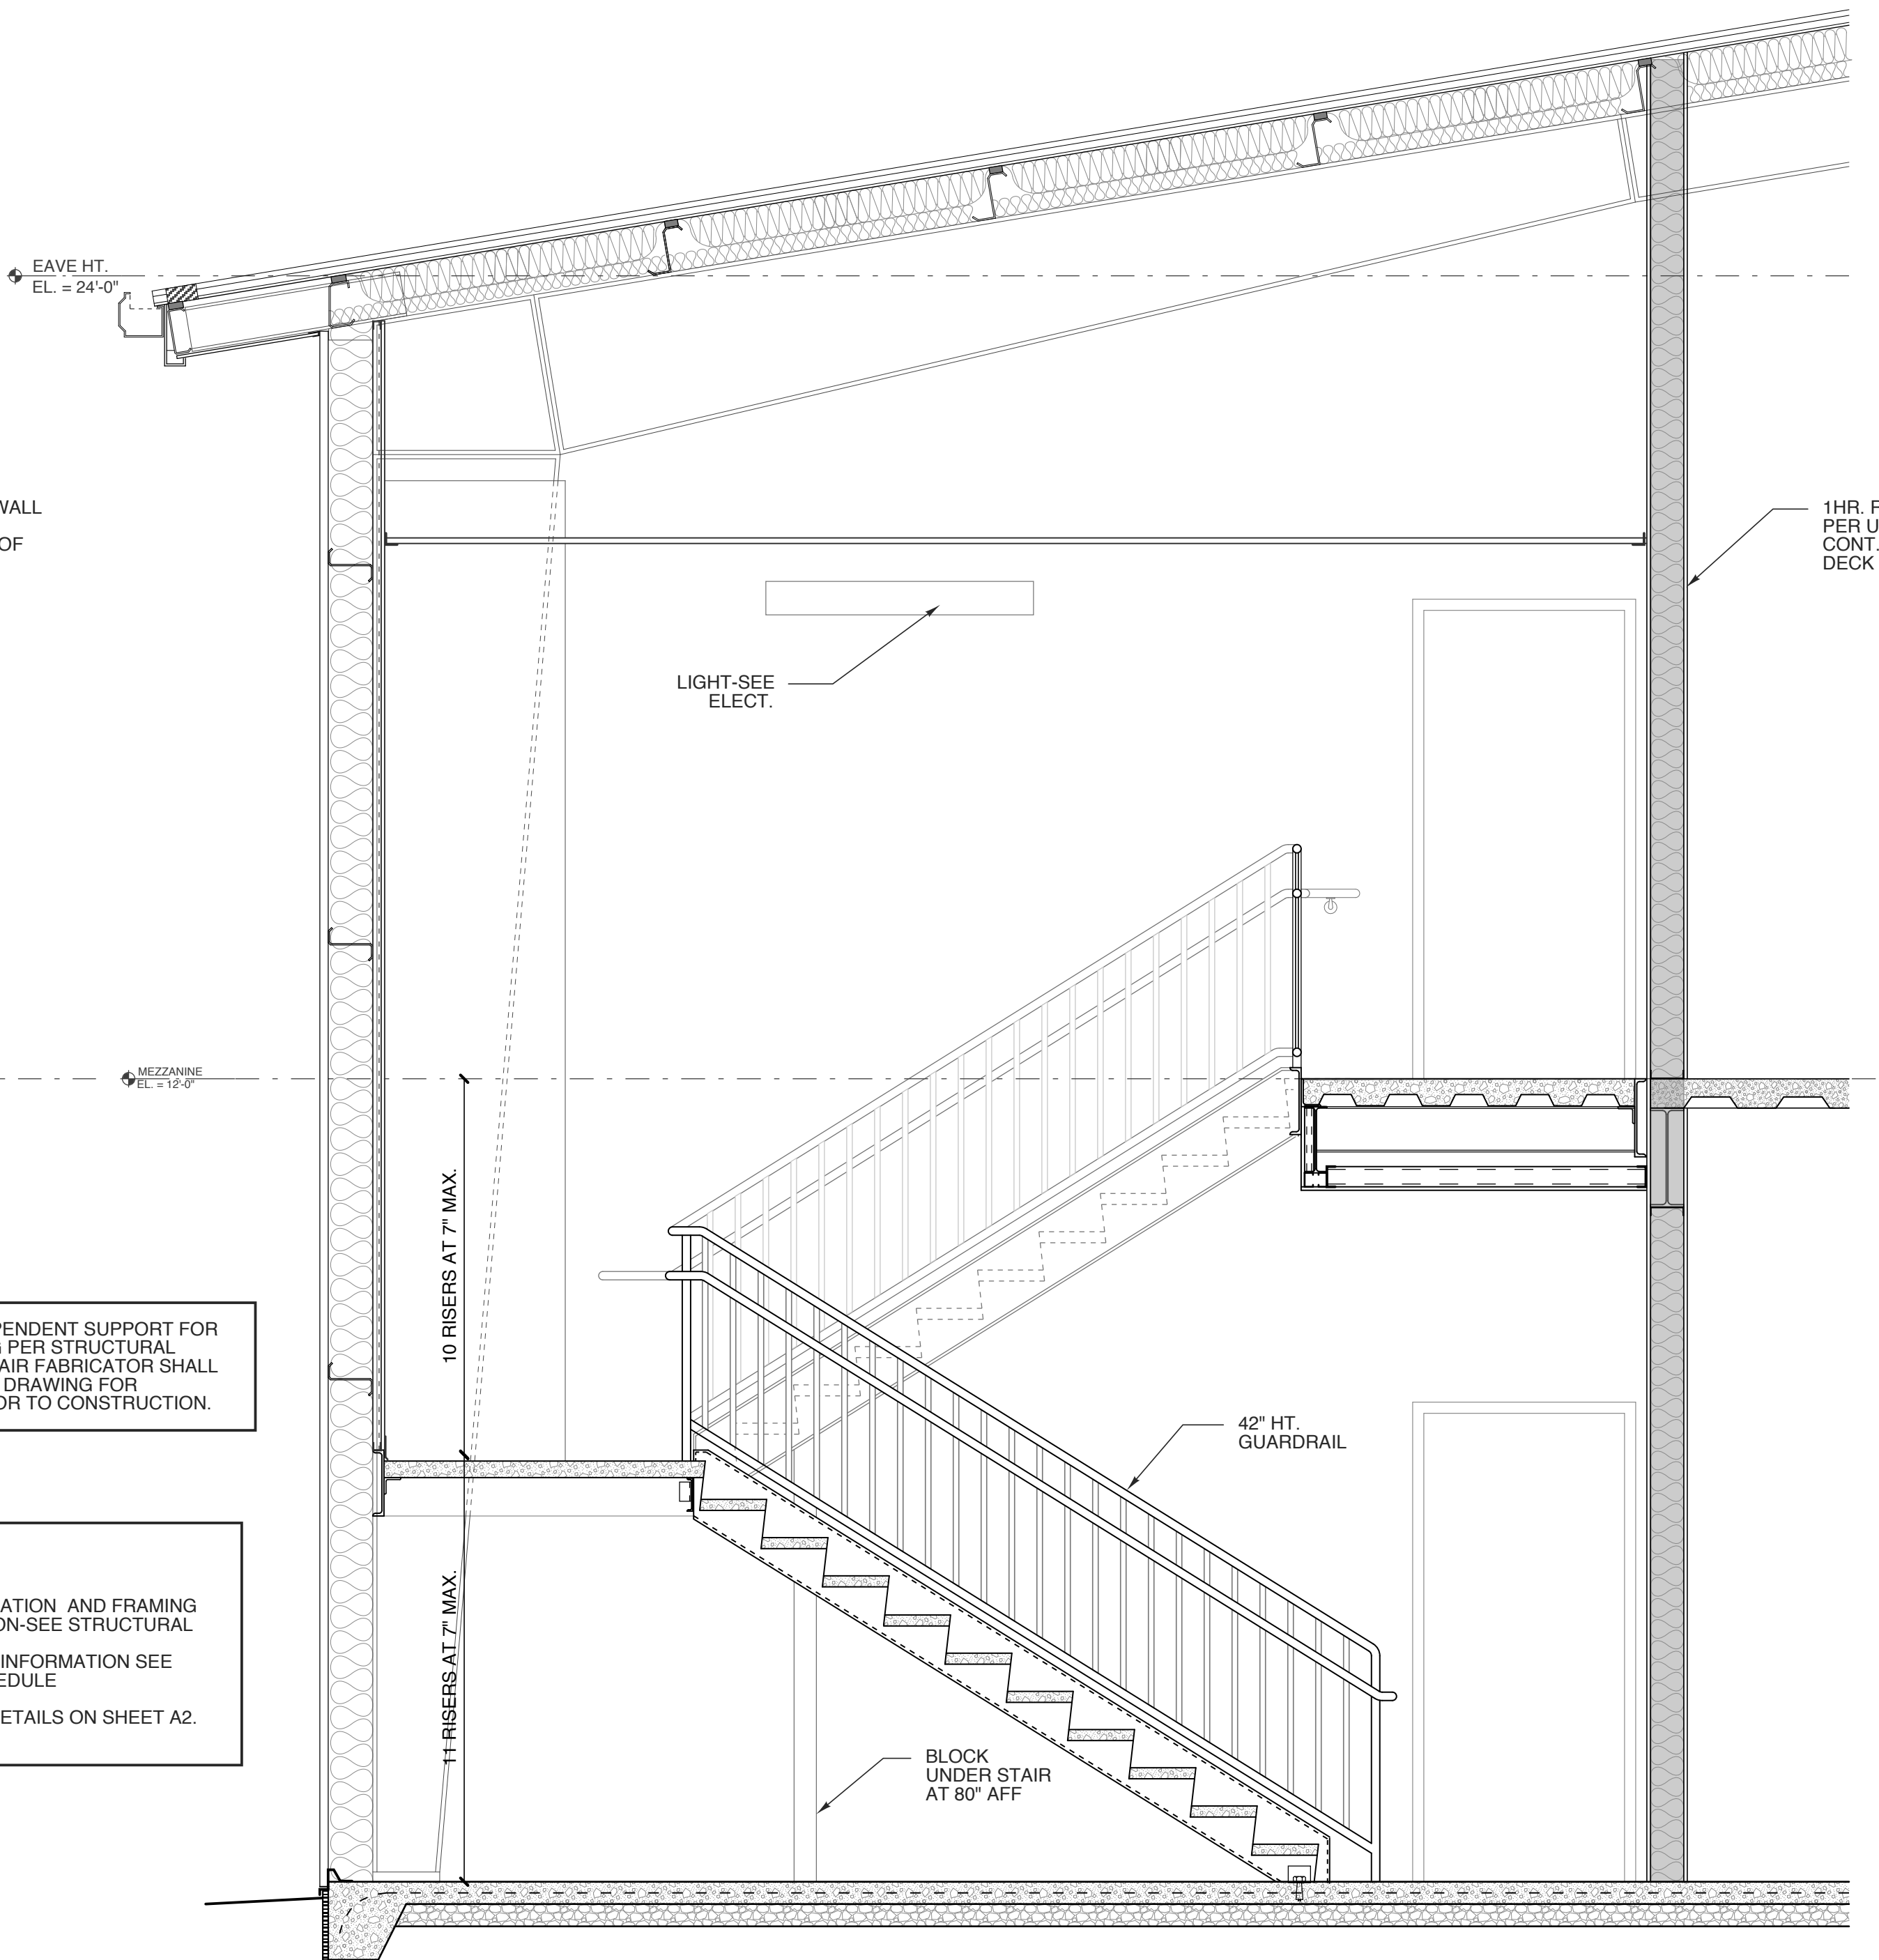 EAVE HT.
EL. = 24'-0"
WALL
OF
1HR.
PER
CONT.
DECK
LIGHT-SEE
ELECT.
MEZZANINE
EL. = 12'-0"
10 RISERS AT 7" MAX.
PENDENT SUPPORT FOR
PER STRUCTURAL
AIR FABRICATOR SHALL
DRAWING FOR
OR TO CONSTRUCTION.
42" HT.
GUARDRAIL
11 RISERS AT 7" MAX.
ATION AND FRAMING
ON-SEE STRUCTURAL
INFORMATION SEE
EDULE
ETAILS ON SHEET A2.
BLOCK
UNDER STAIR
AT 80" AFF